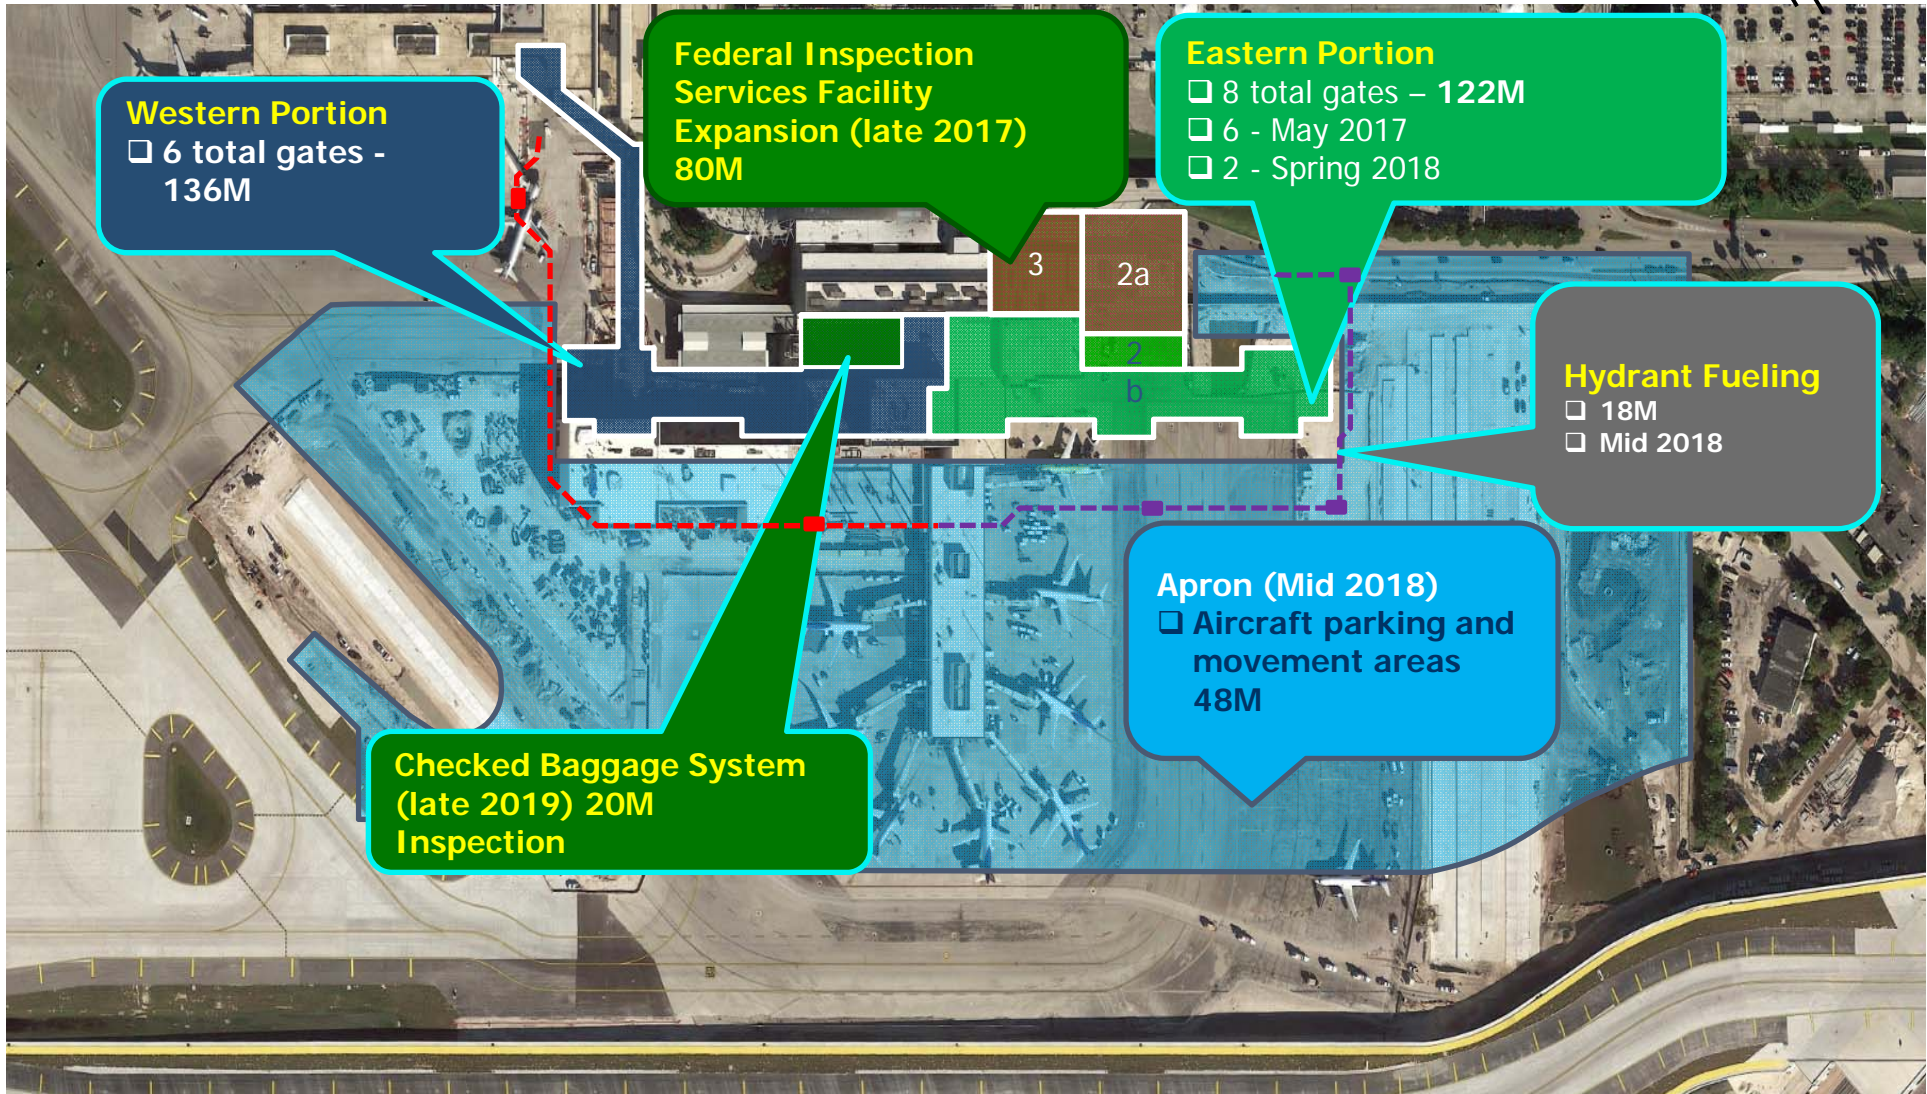 Western Portion
❑ 6 total gates -
136M
Federal Inspection
Services Facility
Expansion (late 2017)
80M
Eastern Portion
❑ 8 total gates – 122M
❑ 6 - May 2017
❑ 2 - Spring 2018
3
2a
2
b
Hydrant Fueling
❑ 18M
❑ Mid 2018
Apron (Mid 2018)
❑ Aircraft parking and
movement areas
48M
Checked Baggage System
(late 2019) 20M
Inspection